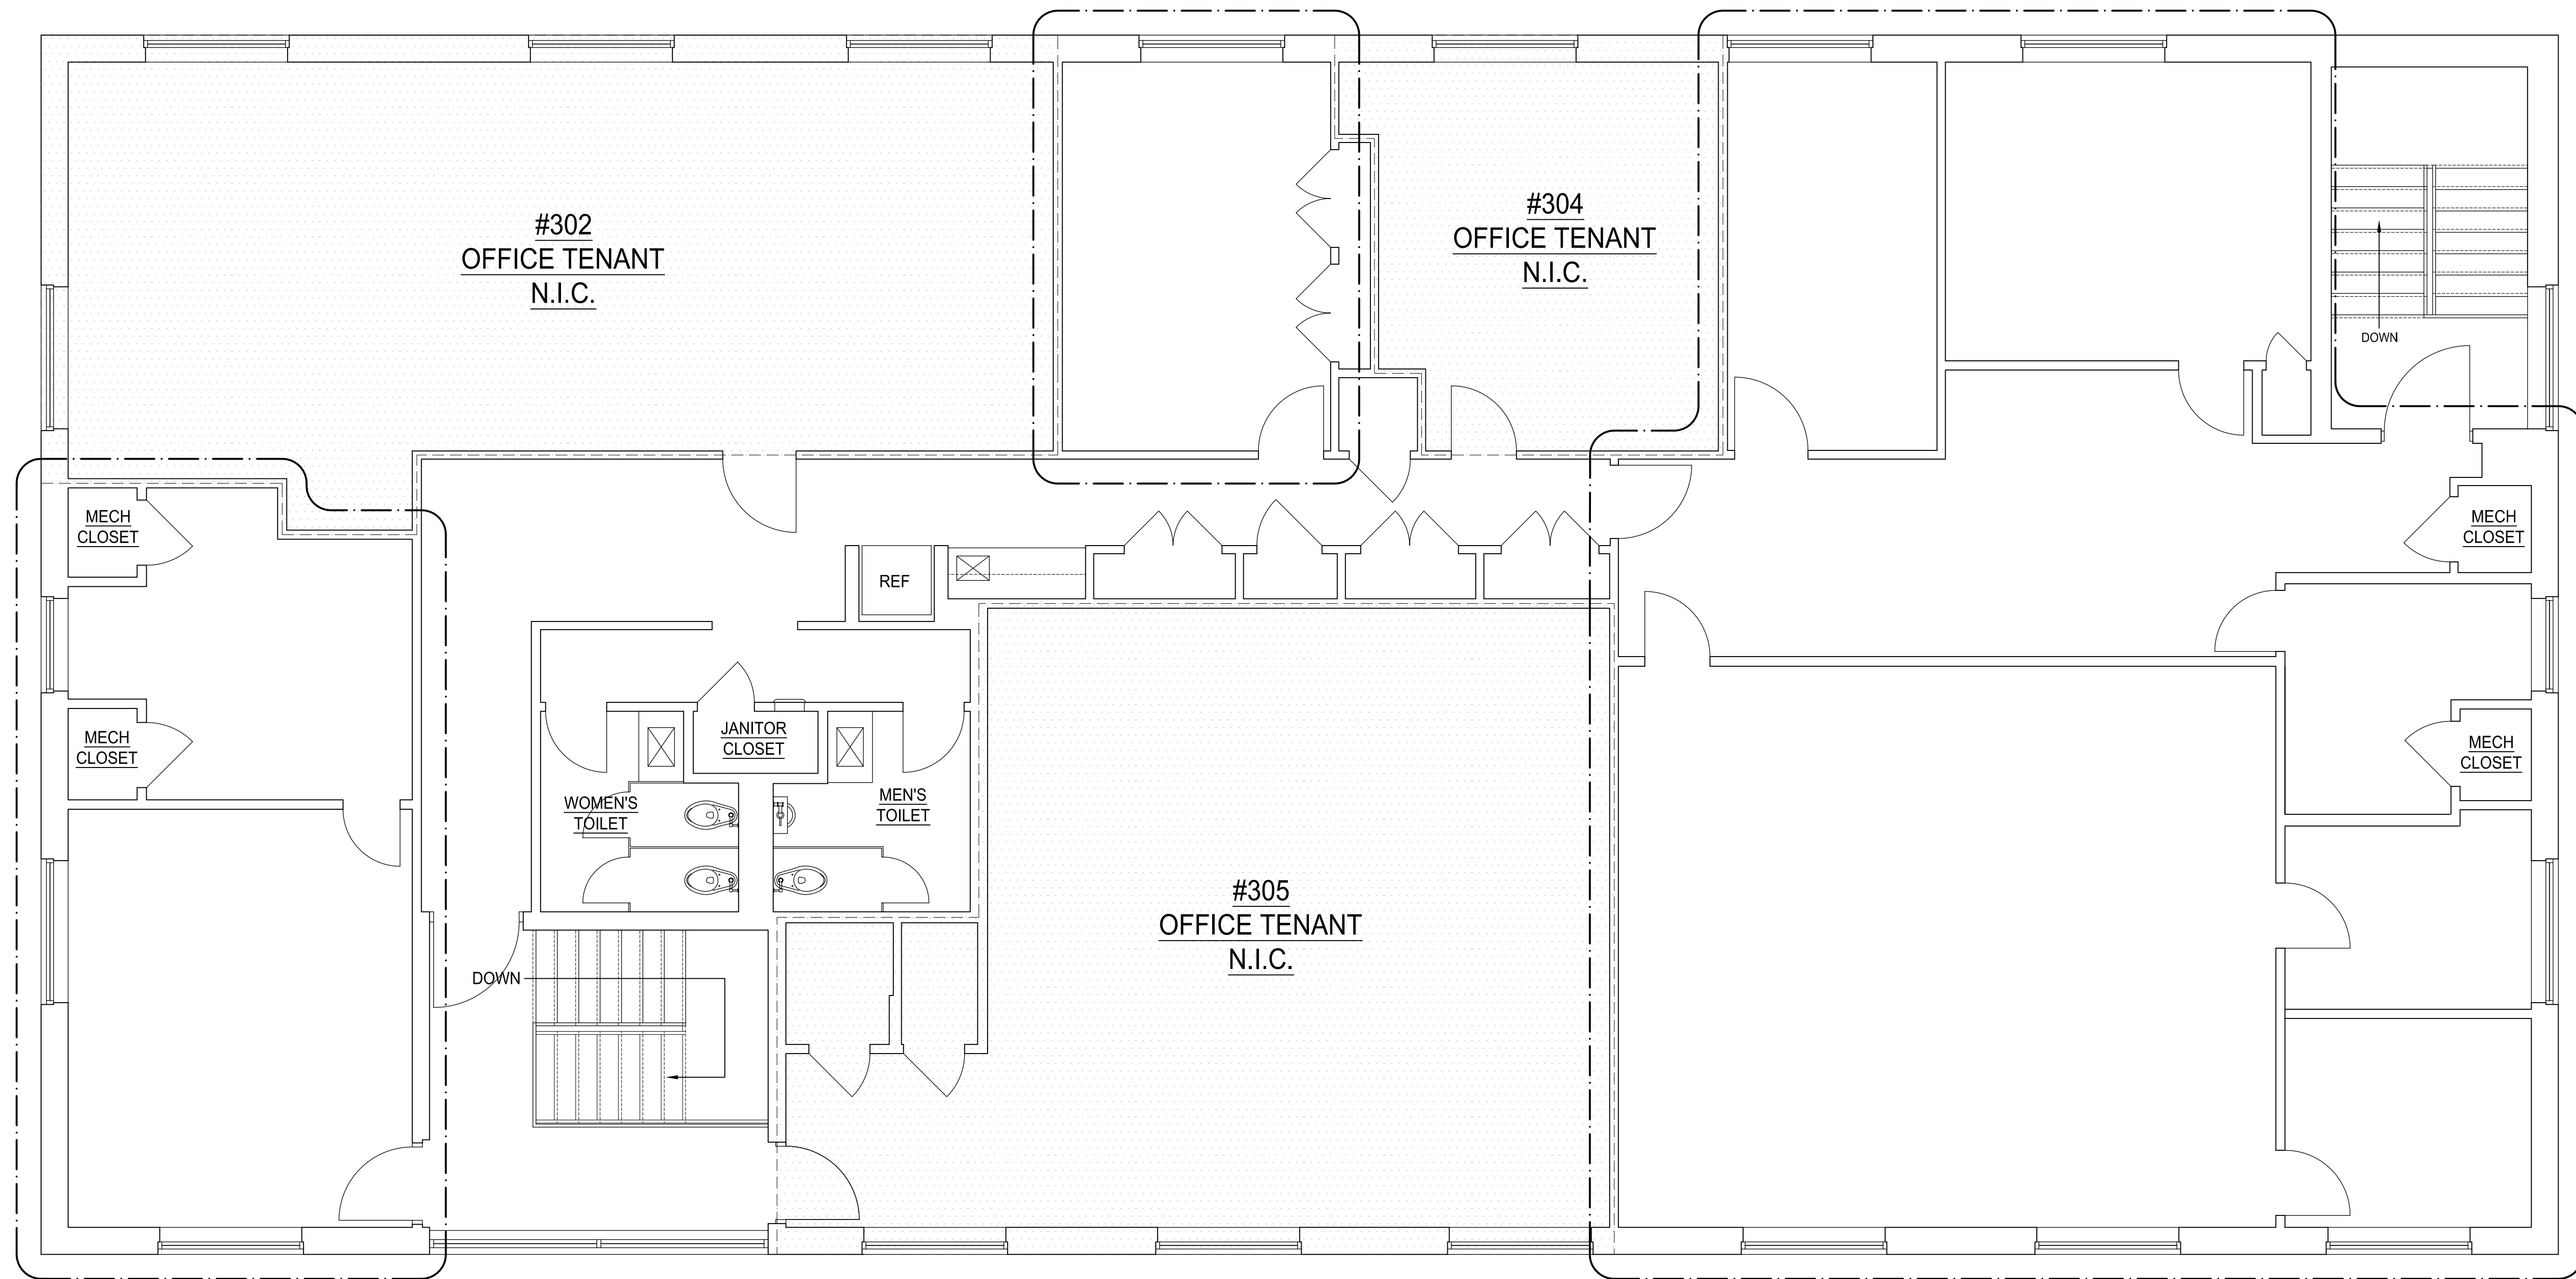 #302
OFFICE TENANT
N.I.C.
#304
OFFICE TENANT
N.I.C.
DOWN
MECH
CLOSET
MECH
CLOSET
REF
MECH
CLOSET
JANITOR
CLOSET
MECH
CLOSET
WOMEN'S
TOILET
MEN'S
TOILET
#305
OFFICE TENANT
N.I.C.
DOWN